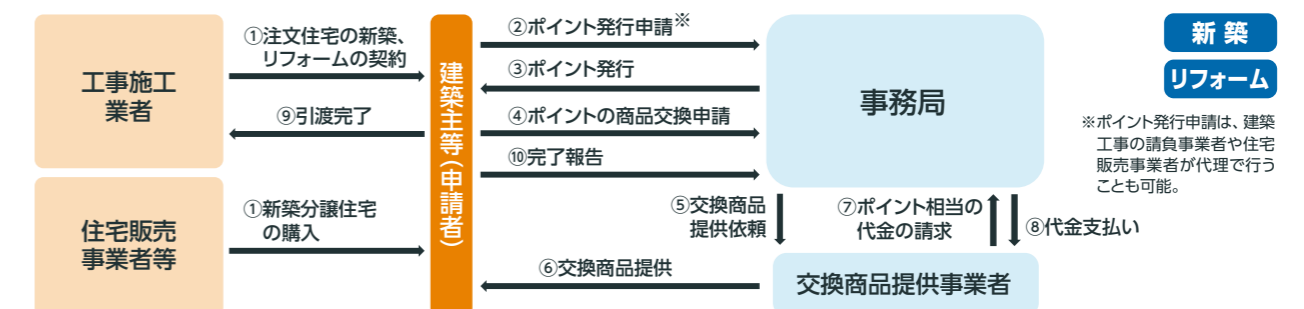 工事施工
業者
①注文住宅の新築、
リフォームの契約
⑨引渡完了
住宅販売
事業者等
①新築分譲住宅
の購入
建築主等(申請者)
②ポイント発行申請※
③ポイント発行
④ポイントの商品交換申請
⑩完了報告
事務局
⑤交換商品
提供依頼
⑦ポイント相当の
代金の請求
⑧代金支払い
⑥交換商品提供
交換商品提供事業者
新築
リフォーム
※ポイント発行申請は、建築
工事の請負事業者や住宅
販売事業者が代理で行う
ことも可能。